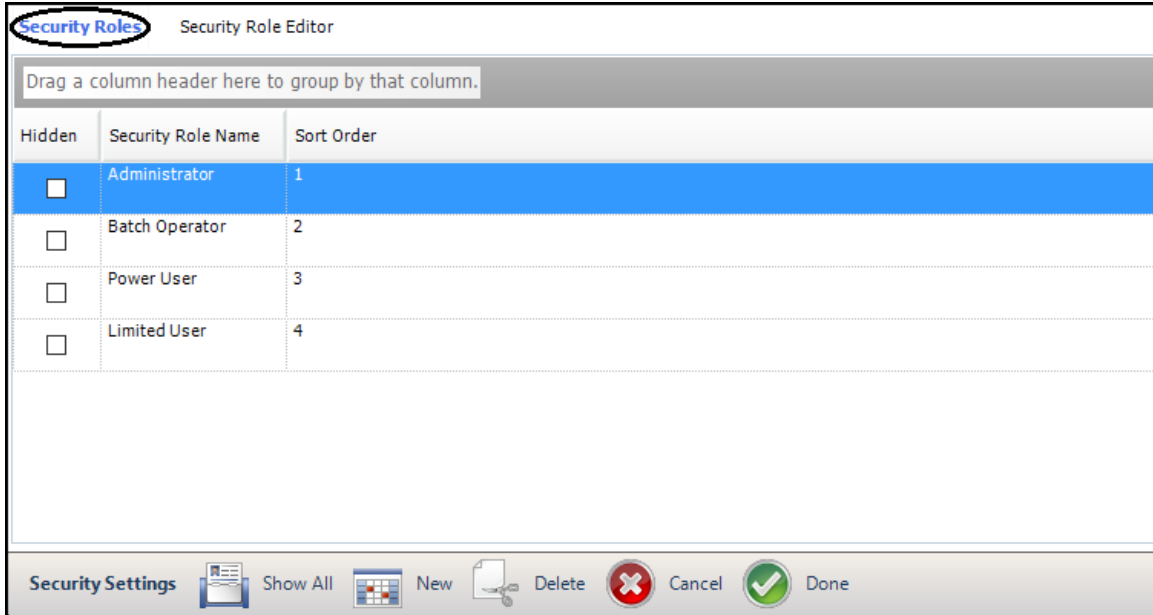 Security Roles Security Role Editor
Drag a column header here to group by that column.
Hidden Security Role Name Sort Order
Administrator 1
Batch Operator 2
Power User 3
Limited User 4
Security Settings Show All New Delete Cancel Done